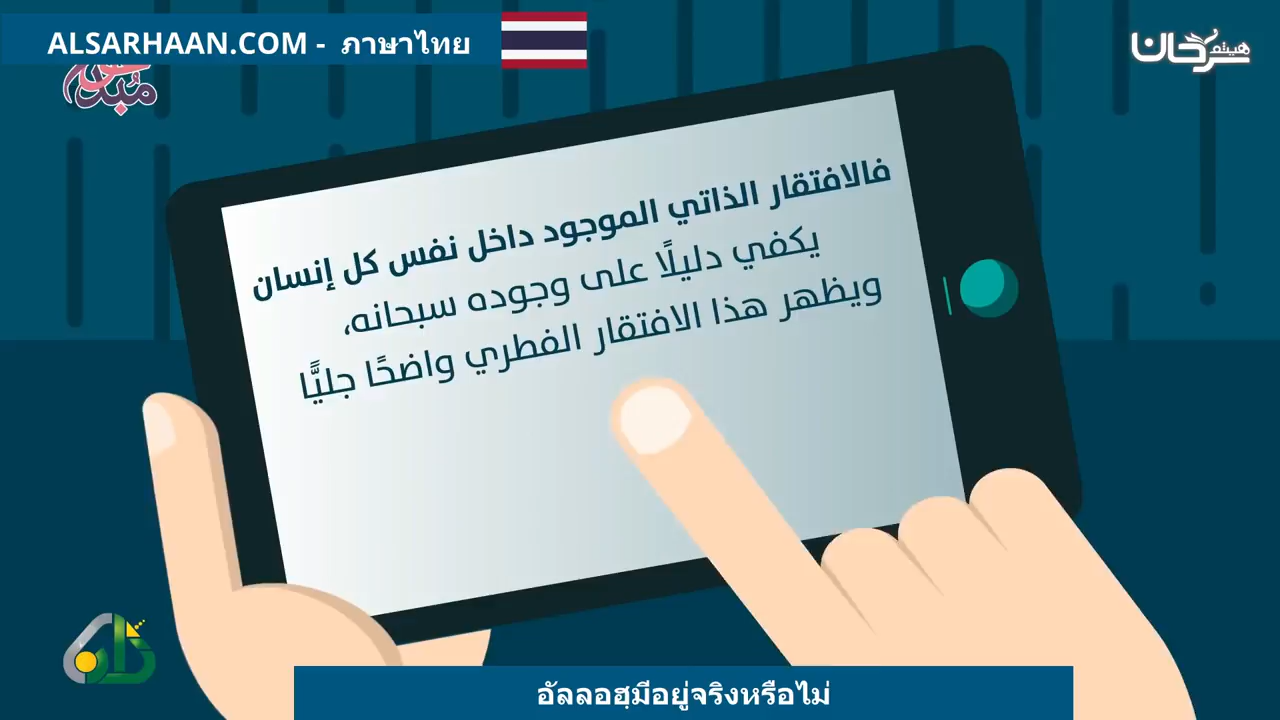 ALSARHAAN.COM - ภาษาไทย
هيثم سرحان
فالافتقار الذاتي الموجود داخل نفس كل إنسان
يكفي دليلًا على وجوده سبحانه،
ويظهر هذا الافتقار الفطري واضحًا جليًّا
อัลลอฮฺมีอยู่จริงหรือไม่